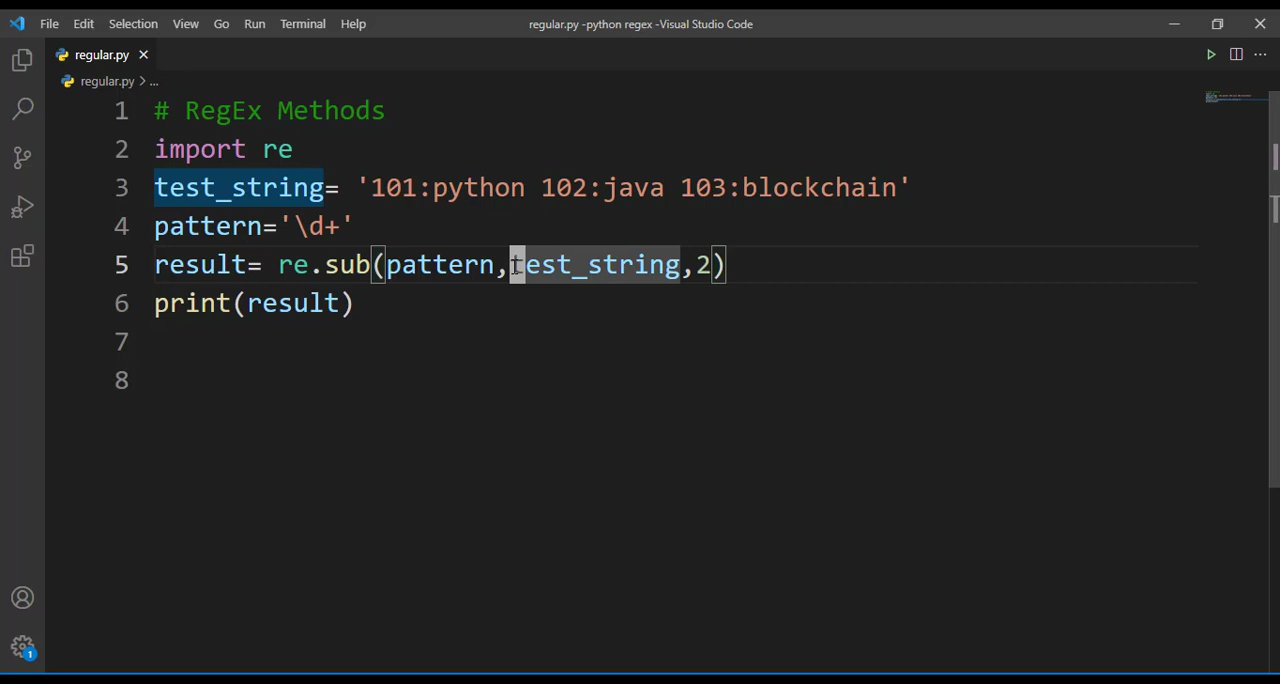 File Edit Selection View Go Run Terminal Help regular.py -python regex -Visual Studio Code
regular.py
regular.py > ...
1 # RegEx Methods
2 import re
3 test_string= '101:python 102:java 103:blockchain'
4 pattern='\d+'
5 result= re.sub(pattern,test_string,2)
6 print(result)
7
8
1